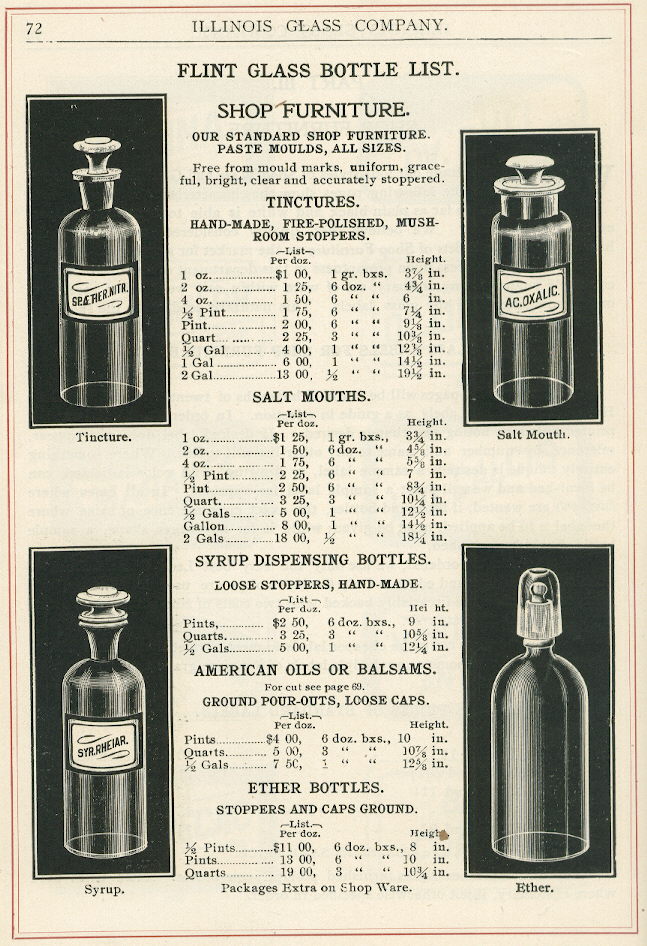 72
ILLINOIS GLASS COMPANY.
FLINT GLASS BOTTLE LIST.
SHOP FURNITURE.
OUR STANDARD SHOP FURNITURE.
PASTE MOULDS, ALL SIZES.
Free from mould marks, uniform, grace-
ful, bright, clear and accurately stoppered.
TINCTURES.
HAND-MADE, FIRE-POLISHED, MUSH-
ROOM STOPPERS.
List
Per doz. Height.
1 oz. $1 00, 1 gr. bxs. 3⅞ in.
2 oz. 1 25, 6 doz. “ 4¾ in.
4 oz. 1 50, 6 “ “ 6 in.
½ Pint 1 75, 6 “ “ 7¼ in.
Pint 2 00, 6 “ “ 9⅛ in.
Quart 2 25, 3 “ “ 10⅜ in.
½ Gal 4 00, 1 “ “ 12⅜ in.
1 Gal 6 00, 1 “ “ 14½ in.
2 Gal 13 00, ½ “ “ 19½ in.
SP.ÆTHER.NITR.
Tincture.
AC.OXALIC.
Salt Mouth.
SALT MOUTHS.
List
Per doz. Height.
1 oz. $1 25, 1 gr. bxs., 3¾ in.
2 oz. 1 50, 6 doz. “ 4⅝ in.
4 oz. 1 75, 6 “ “ 5⅝ in.
½ Pint 2 25, 6 “ “ 7 in.
Pint 2 50, 6 “ “ 8¾ in.
Quart. 3 25, 3 “ “ 10¼ in.
½ Gals 5 00, 1 “ “ 12½ in.
Gallon 8 00, 1 “ “ 14½ in.
2 Gals. 18 00, ½ “ “ 18¼ in.
SYRUP DISPENSING BOTTLES.
LOOSE STOPPERS, HAND-MADE.
List
Per doz. Hei ht.
Pints, $2 50, 6 doz. bxs., 9 in.
Quarts. 3 25, 3 “ “ 10⅝ in.
½ Gals. 5 00, 1 “ “ 12¼ in.
AMERICAN OILS OR BALSAMS.
For cut see page 69.
GROUND POUR-OUTS, LOOSE CAPS.
List.
Per doz. Height.
Pints $4 00, 6 doz. bxs., 10 in.
Quarts 5 00, 3 “ “ 10⅞ in.
½ Gals 7 50, 1 “ “ 12⅝ in.
ETHER BOTTLES.
STOPPERS AND CAPS GROUND.
List.
Per doz. Height
½ Pints $11 00, 6 doz. bxs., 8 in.
Pints 13 00, 6 “ “ 10 in.
Quarts 19 00, 3 “ “ 10¾ in.
Packages Extra on Shop Ware.
SYR.RHEIAR.
Syrup.
Ether.